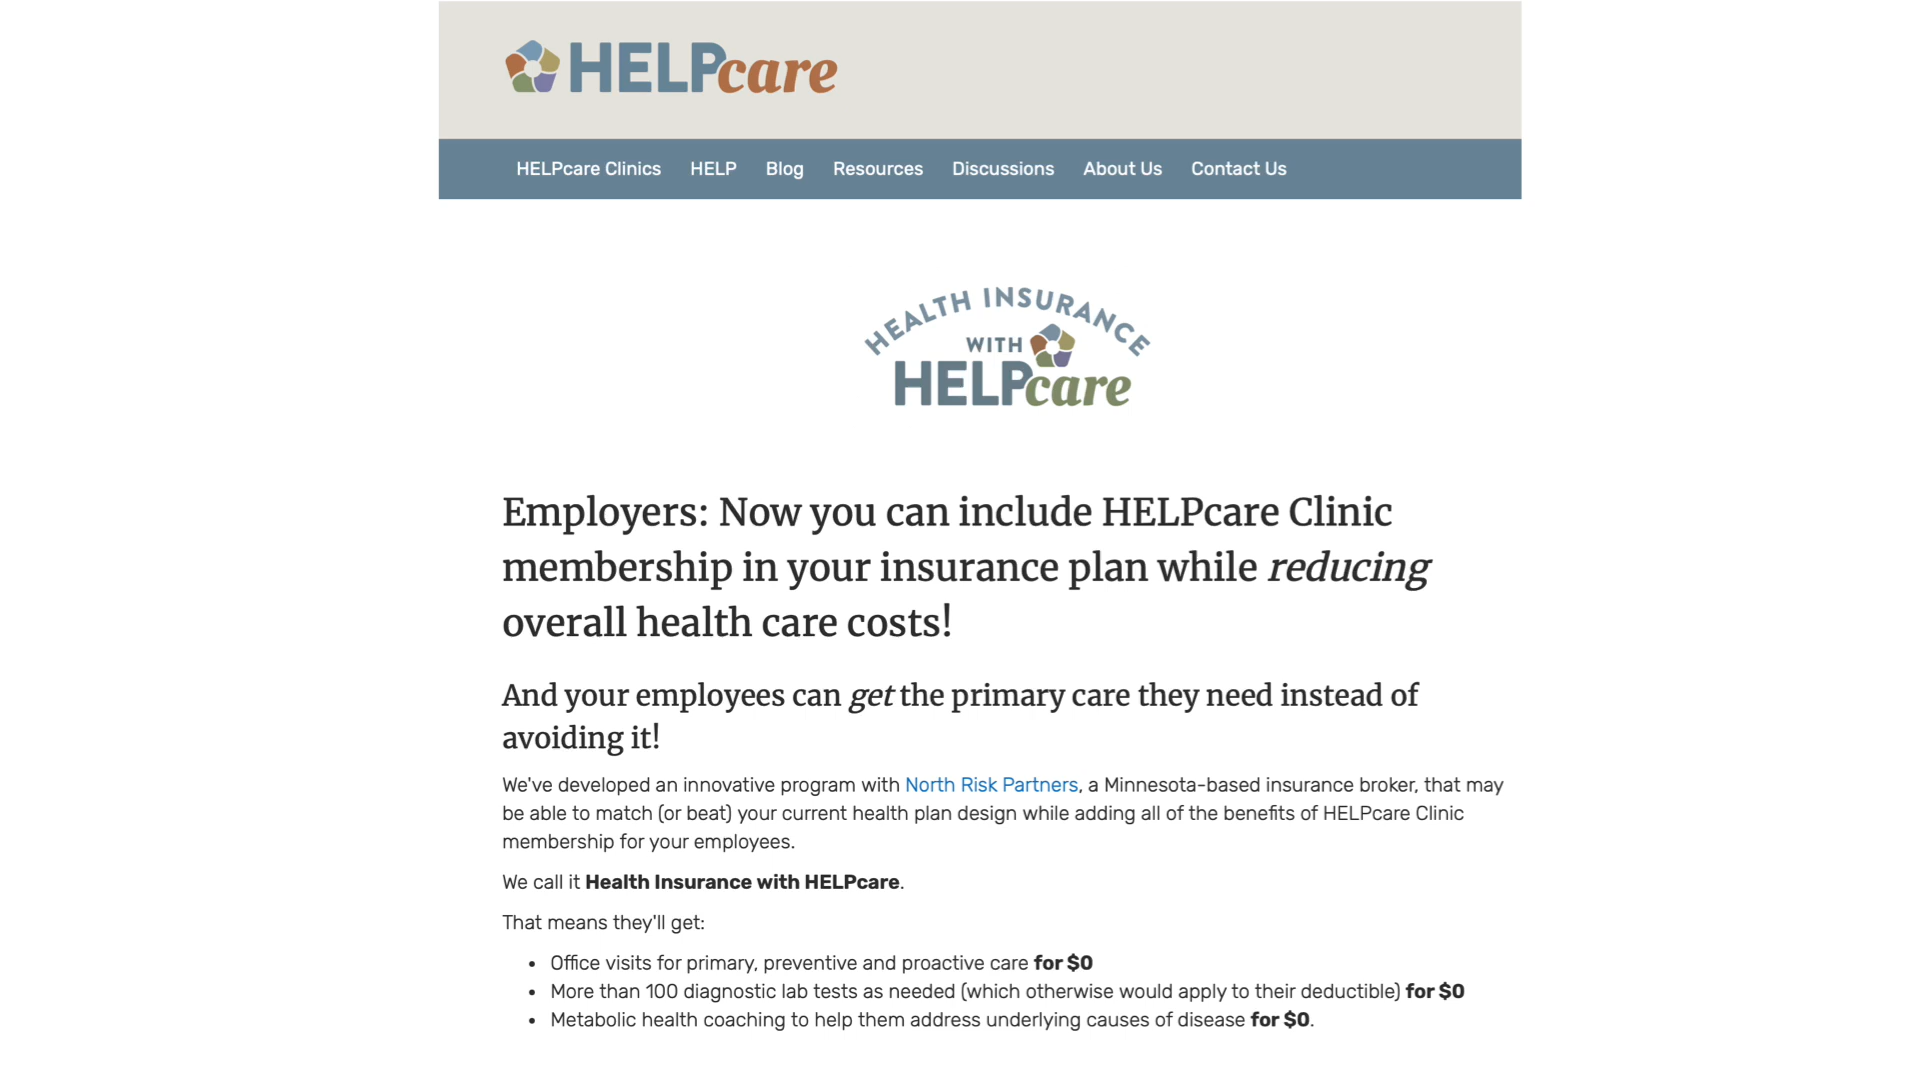 HELPcare
HELPcare Clinics HELP Blog Resources Discussions About Us Contact Us
HEALTH INSURANCE
WITH
HELPcare
Employers: Now you can include HELPcare Clinic
membership in your insurance plan while reducing
overall health care costs!
And your employees can get the primary care they need instead of
avoiding it!
We've developed an innovative program with North Risk Partners, a Minnesota-based insurance broker, that may
be able to match (or beat) your current health plan design while adding all of the benefits of HELPcare Clinic
membership for your employees.
We call it Health Insurance with HELPcare.
That means they'll get:
• Office visits for primary, preventive and proactive care for $0
• More than 100 diagnostic lab tests as needed (which otherwise would apply to their deductible) for $0
• Metabolic health coaching to help them address underlying causes of disease for $0.